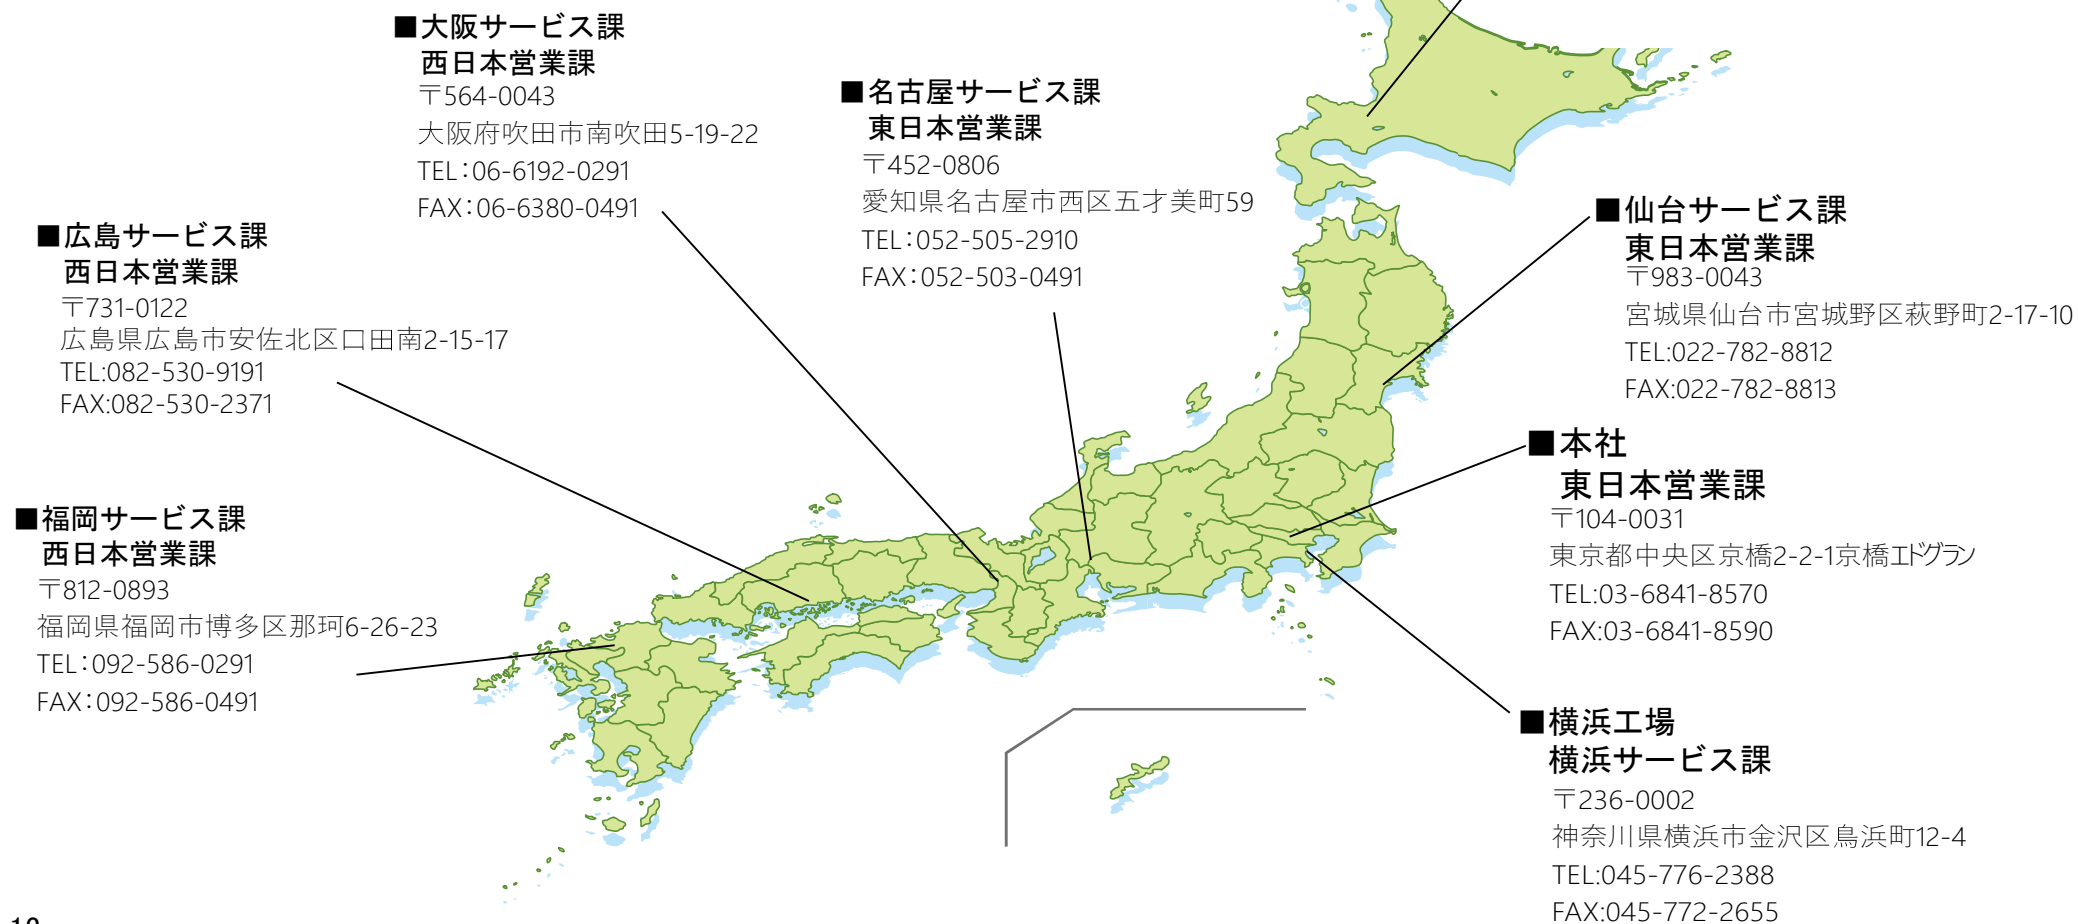 ■大阪サービス課
西日本営業課
〒564-0043
大阪府吹田市南吹田5-19-22
TEL:06-6192-0291
FAX:06-6380-0491
■名古屋サービス課
東日本営業課
〒452-0806
愛知県名古屋市西区五才美町59
TEL:052-505-2910
FAX:052-503-0491
■広島サービス課
西日本営業課
〒731-0122
広島県広島市安佐北区口田南2-15-17
TEL:082-530-9191
FAX:082-530-2371
■仙台サービス課
東日本営業課
〒983-0043
宮城県仙台市宮城野区萩野町2-17-10
TEL:022-782-8812
FAX:022-782-8813
■本社
東日本営業課
〒104-0031
東京都中央区京橋2-2-1京橋エドグラン
TEL:03-6841-8570
FAX:03-6841-8590
■福岡サービス課
西日本営業課
〒812-0893
福岡県福岡市博多区那珂6-26-23
TEL:092-586-0291
FAX:092-586-0491
■横浜工場
横浜サービス課
〒236-0002
神奈川県横浜市金沢区鳥浜町12-4
TEL:045-776-2388
FAX:045-772-2655